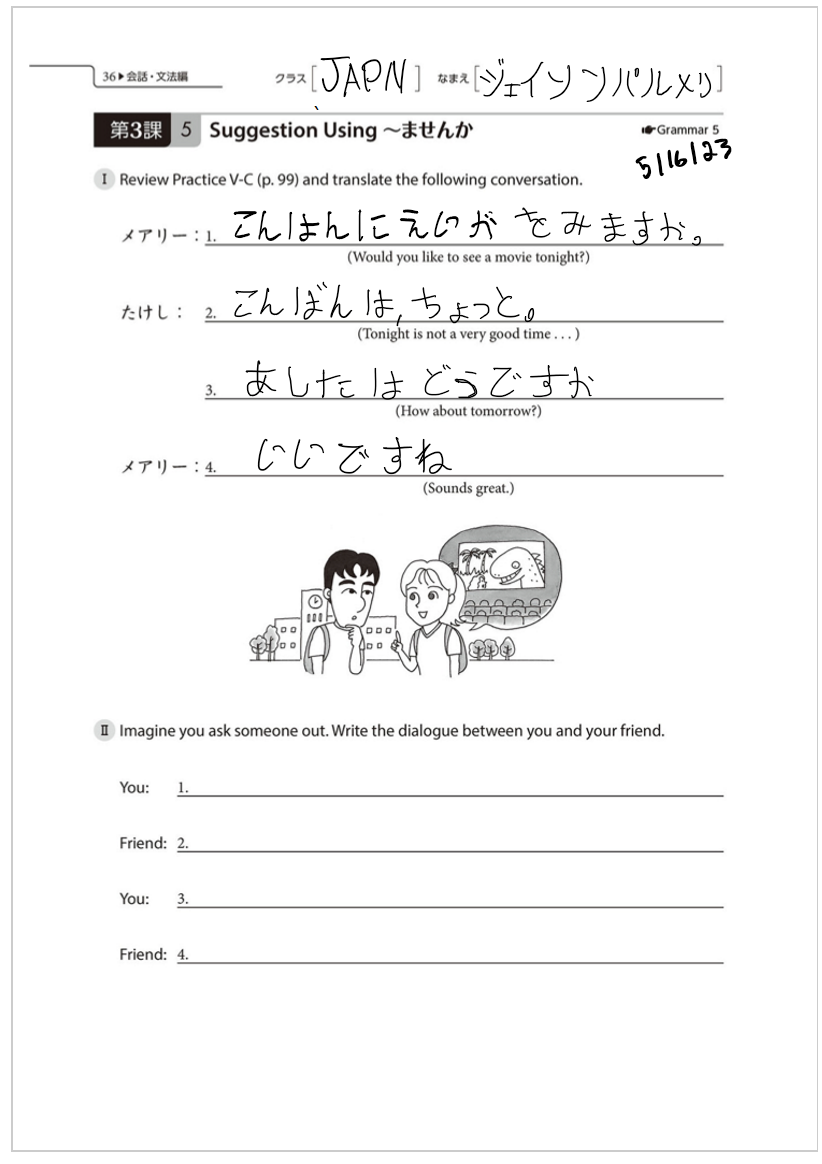 36▶会話・文法編 クラス [JAPN] なまえ [ジェイソンパルメリ]
第3課 5 Suggestion Using 〜ませんか ☛Grammar 5
5/16/23
Ⅰ Review Practice V-C (p. 99) and translate the following conversation.
メアリー：1. こんはんにえいがをみますか。
(Would you like to see a movie tonight?)
たけし： 2. こんばんは, ちょっと。
(Tonight is not a very good time . . . )
3. あしたはどうですか
(How about tomorrow?)
メアリー：4. いいですね
(Sounds great.)
Ⅱ Imagine you ask someone out. Write the dialogue between you and your friend.
You: 1.
Friend: 2.
You: 3.
Friend: 4.